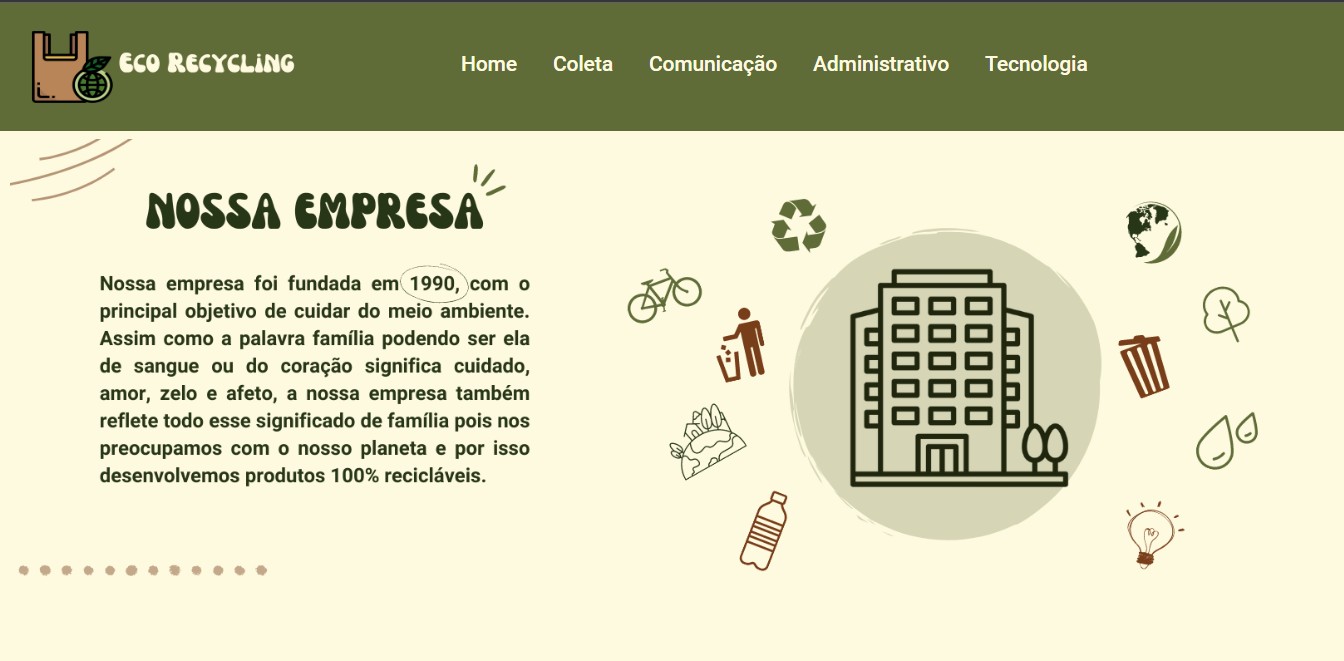 Eco Recycling
Home Coleta Comunicação Administrativo Tecnologia
NOSSA EMPRESA
Nossa empresa foi fundada em 1990, com o
principal objetivo de cuidar do meio ambiente.
Assim como a palavra família podendo ser ela
de sangue ou do coração significa cuidado,
amor, zelo e afeto, a nossa empresa também
reflete todo esse significado de família pois nos
preocupamos com o nosso planeta e por isso
desenvolvemos produtos 100% recicláveis.